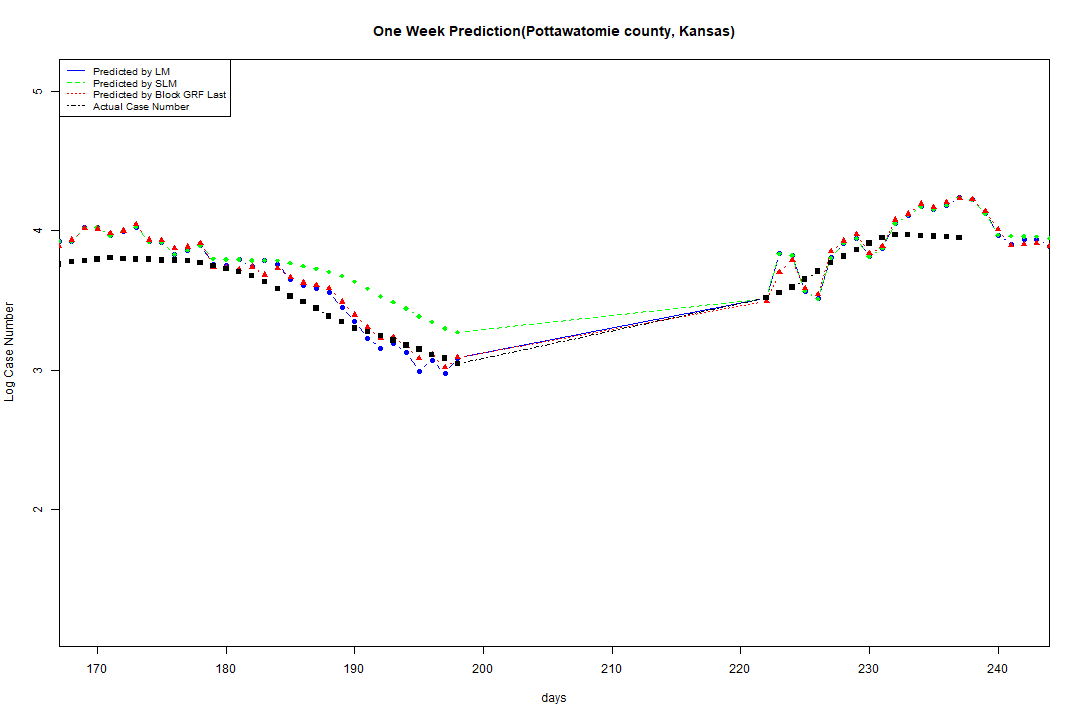 One Week Prediction(Pottawatomie county, Kansas)
Predicted by LM
Predicted by SLM
Predicted by Block GRF Last
Actual Case Number
5
4
3
2
Log Case Number
170 180 190 200 210 220 230 240
days